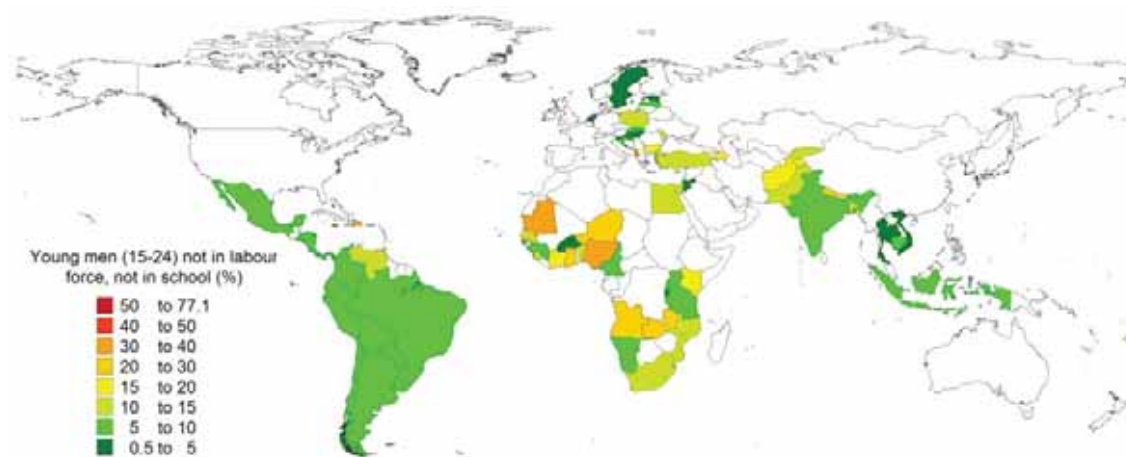 Young men (15-24) not in labour
force, not in school (%)
50 to 77.1
40 to 50
30 to 40
20 to 30
15 to 20
10 to 15
5 to 10
0.5 to 5